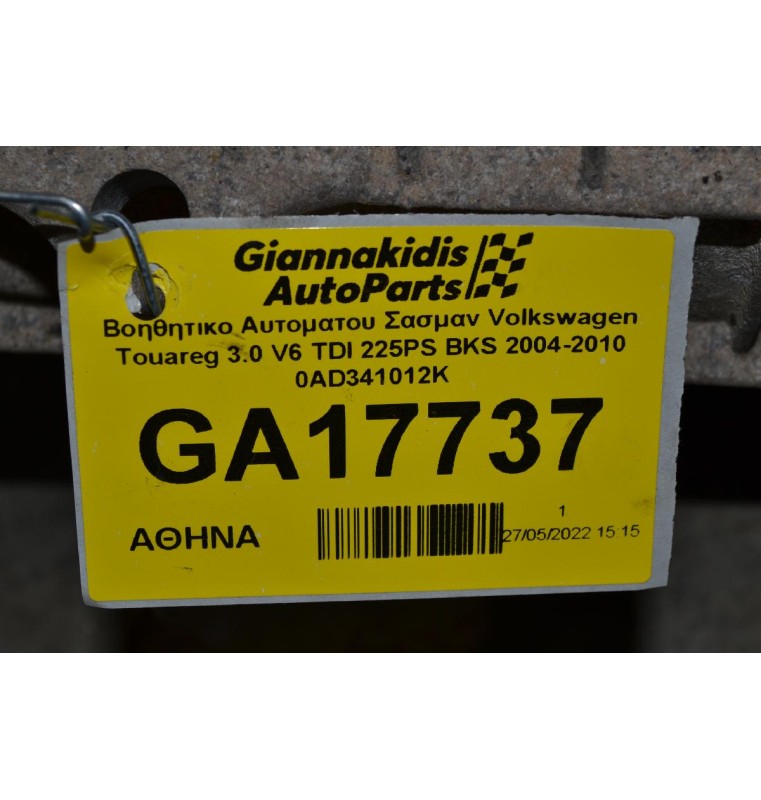 Giannakidis
AutoParts
Βοηθητικο Αυτοματου Σασμαν Volkswagen
Touareg 3.0 V6 TDI 225PS BKS 2004-2010
0AD341012K
GA17737
ΑΘΗΝΑ
1
27/05/2022 15:15